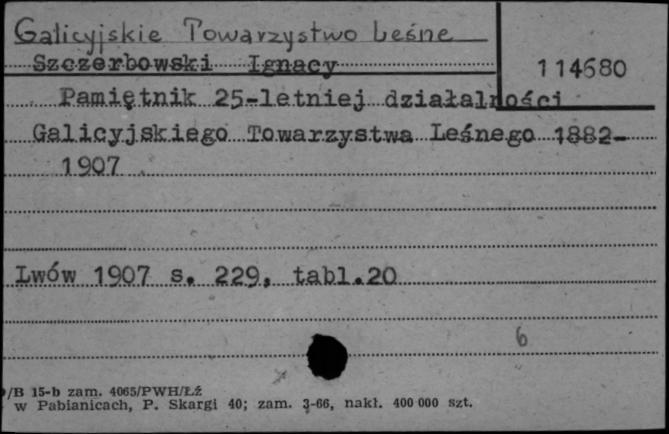 Galicyjskie Towarzystwo Leśne
Szczerbowski Ignacy
114680
Pamiętnik 25-letniej działalności
Galicyjskiego Towarzystwa Leśnego 1882-
1907
Lwów 1907 s. 229, tabl.20
6
/B 15-b zam. 4065/PWH/Łź
w Pabianicach, P. Skargi 40; zam. 3-66, nakł. 400 000 szt.